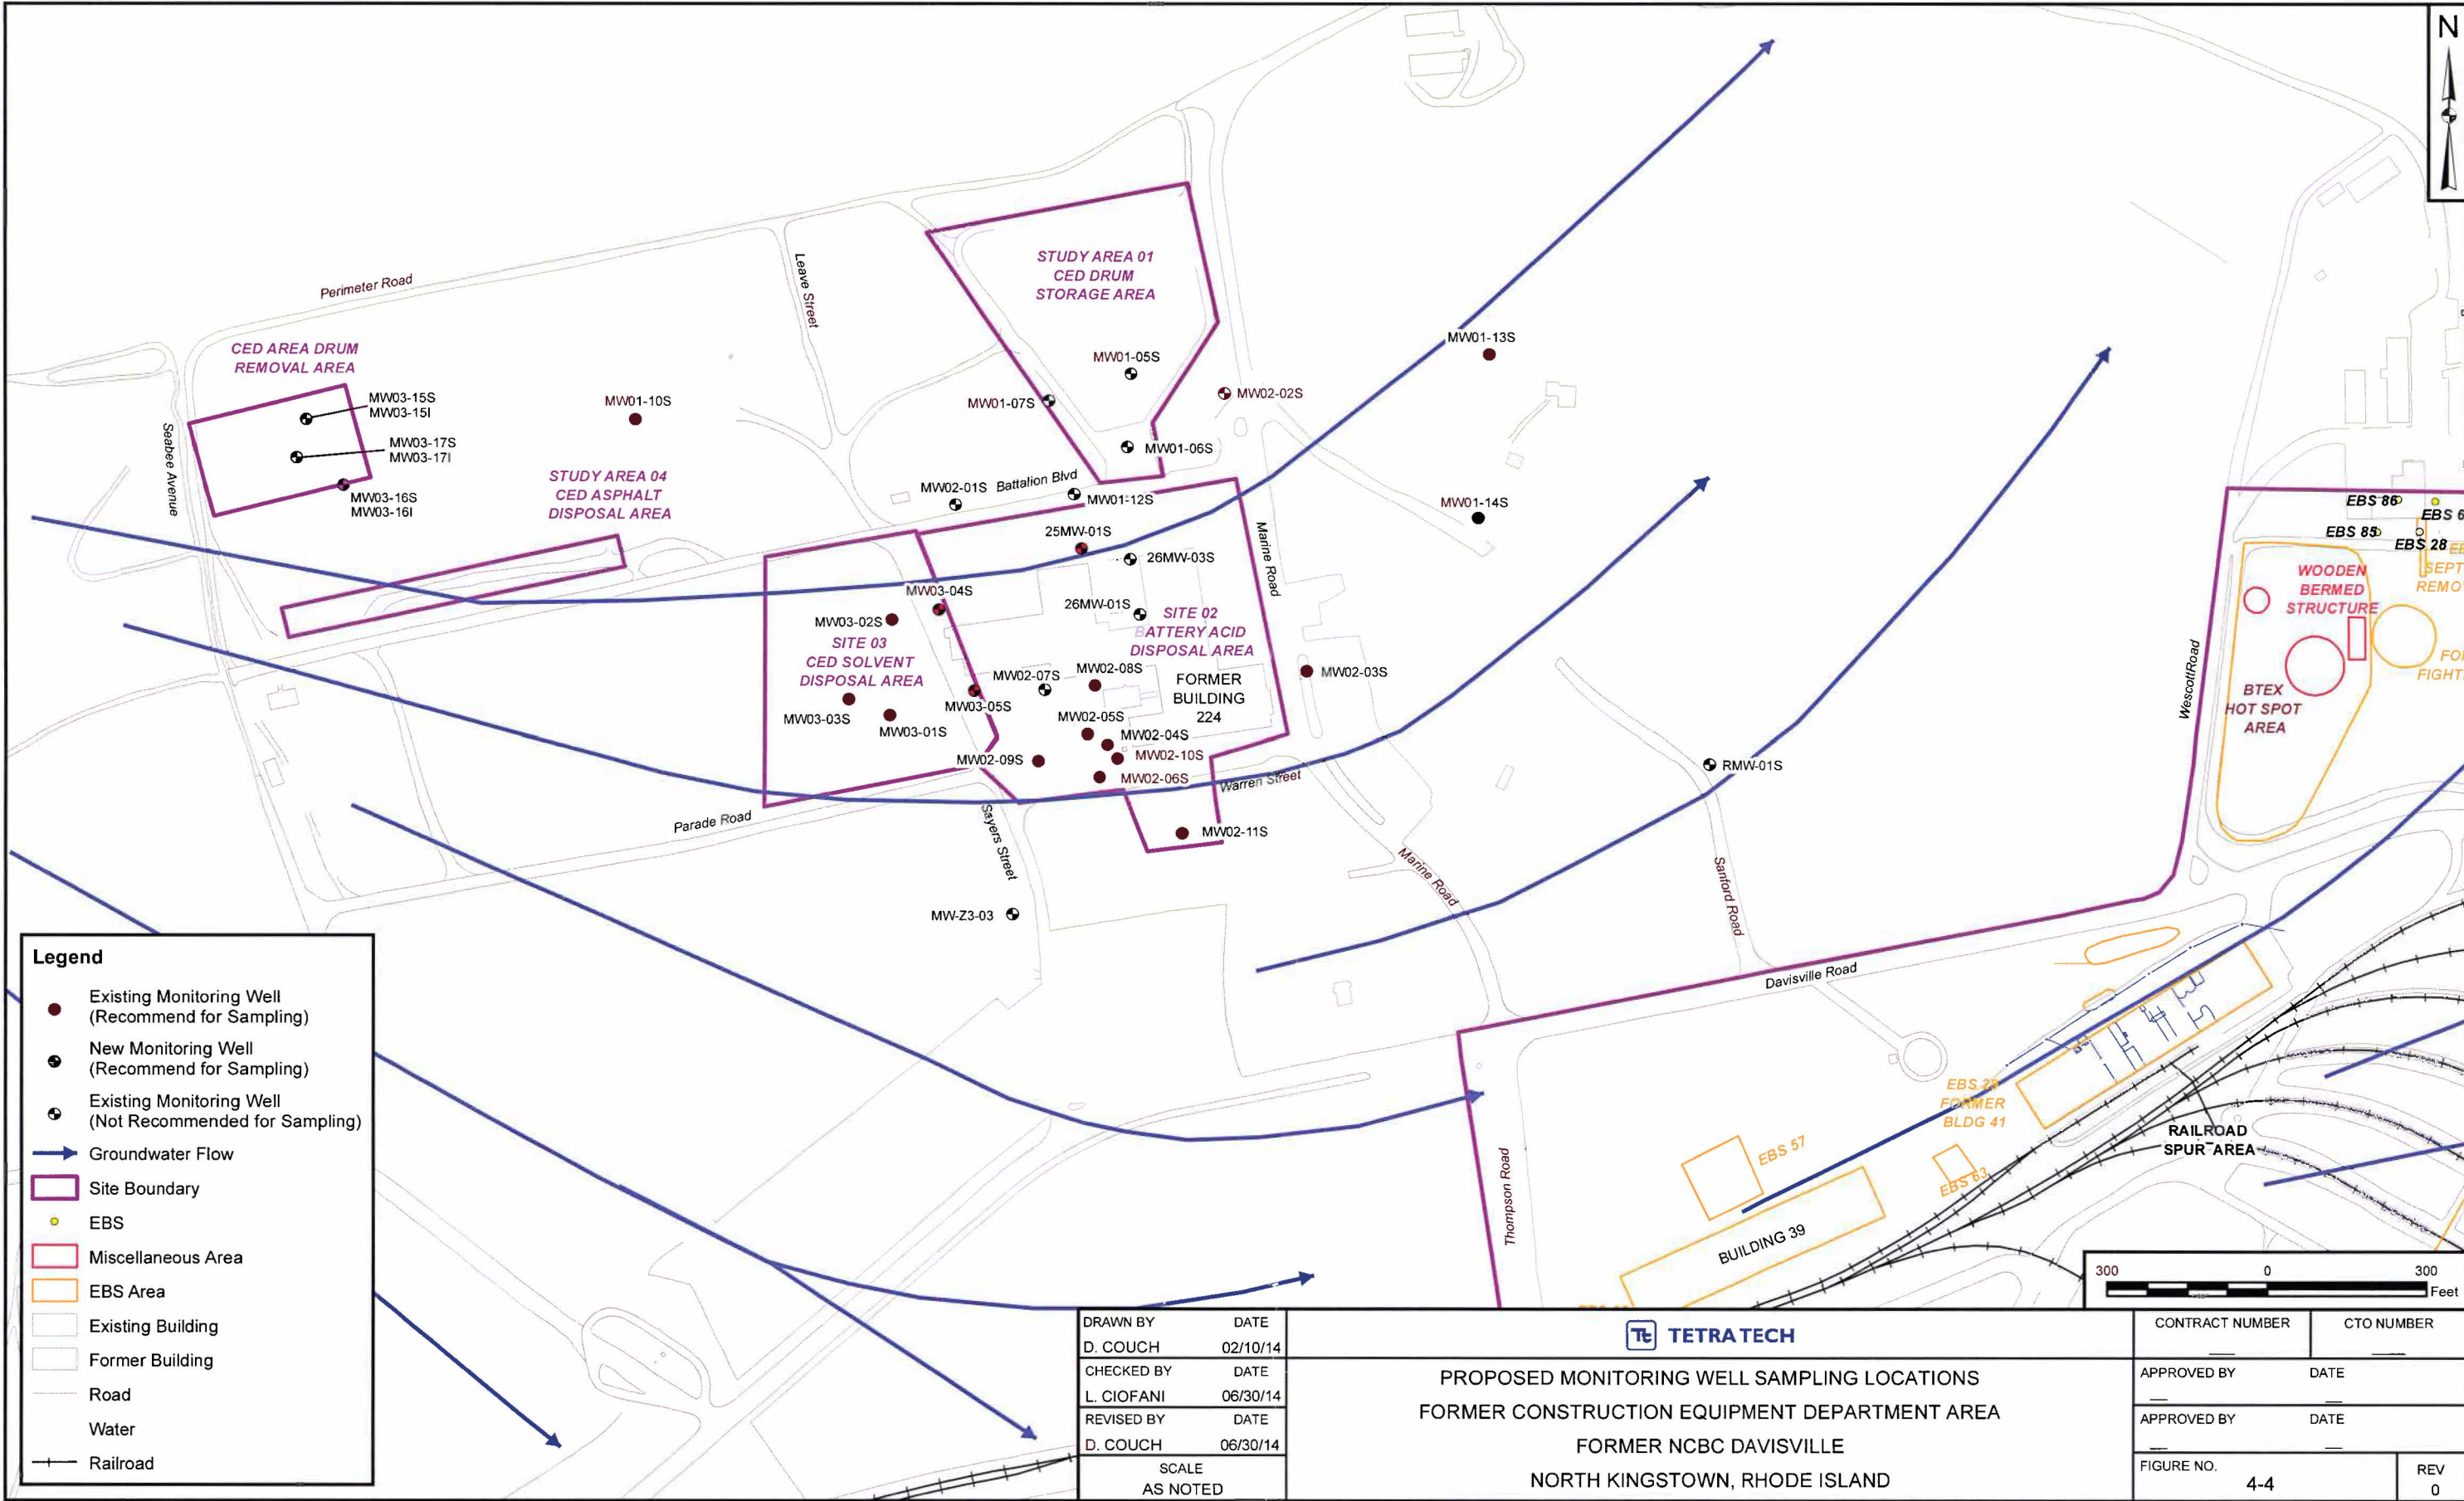 N
STUDY AREA 01
CED DRUM
STORAGE AREA
Leave Street
Perimeter Road
CED AREA DRUM
REMOVAL AREA
MW03-15S
MW03-15I
MW03-17S
MW03-17I
MW03-16S
MW03-16I
Seabee Avenue
MW01-10S
STUDY AREA 04
CED ASPHALT
DISPOSAL AREA
MW01-05S
MW01-07S
MW01-06S
MW02-02S
MW01-13S
MW01-14S
MW02-01S
Battalion Blvd
MW01-12S
25MW-01S
26MW-03S
26MW-01S
Marine Road
SITE 02
BATTERY ACID
DISPOSAL AREA
MW03-04S
MW03-02S
SITE 03
CED SOLVENT
DISPOSAL AREA
MW02-07S
MW02-08S
FORMER
BUILDING
224
MW02-03S
MW03-03S
MW03-01S
MW03-05S
MW02-05S
MW02-04S
MW02-10S
MW02-09S
MW02-06S
Warren Street
MW02-11S
Parade Road
Sayers Street
MW-Z3-03
RMW-01S
Marine Road
Sanford Road
Davisville Road
Thompson Road
Wescott Road
EBS 86
EBS 6
EBS 85
EBS 28
SEPT
REMO
WOODEN
BERMED
STRUCTURE
FIGHT
BTEX
HOT SPOT
AREA
EBS 28
FORMER
BLDG 41
EBS 57
EBS 63
BUILDING 39
RAILROAD
SPUR AREA
Legend
Existing Monitoring Well
(Recommend for Sampling)
New Monitoring Well
(Recommend for Sampling)
Existing Monitoring Well
(Not Recommended for Sampling)
Groundwater Flow
Site Boundary
EBS
Miscellaneous Area
EBS Area
Existing Building
Former Building
Road
Water
Railroad
300 0 300
Feet
DRAWN BY DATE
D. COUCH 02/10/14
CHECKED BY DATE
L. CIOFANI 06/30/14
REVISED BY DATE
D. COUCH 06/30/14
SCALE
AS NOTED
Tt TETRA TECH
PROPOSED MONITORING WELL SAMPLING LOCATIONS
FORMER CONSTRUCTION EQUIPMENT DEPARTMENT AREA
FORMER NCBC DAVISVILLE
NORTH KINGSTOWN, RHODE ISLAND
CONTRACT NUMBER CTO NUMBER
APPROVED BY DATE
APPROVED BY DATE
FIGURE NO.
4-4
REV
0